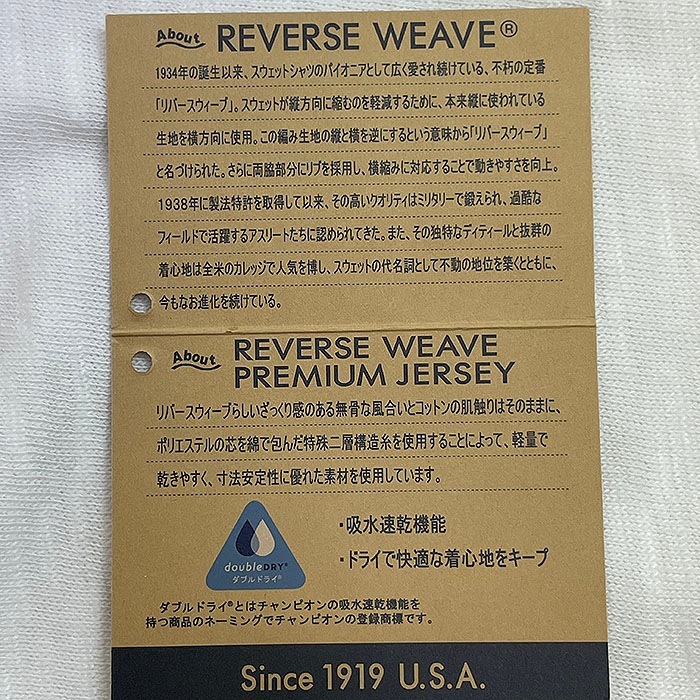 About REVERSE WEAVE®
1934年の誕生以来、スウェットシャツのパイオニアとして広く愛され続けている、不朽の定番
「リバースウィーブ」。スウェットが縦方向に縮むのを軽減するために、本来縦に使われている
生地を横方向に使用。この編み生地の縦と横を逆にするという意味から「リバースウィーブ」
と名づけられた。さらに両脇部分にリブを採用し、横縮みに対応することで動きやすさを向上。
1938年に製法特許を取得して以来、その高いクオリティはミリタリーで鍛えられ、過酷な
フィールドで活躍するアスリートたちに認められてきた。また、その独特なディティールと抜群の
着心地は全米のカレッジで人気を博し、スウェットの代名詞として不動の地位を築くとともに、
今もなお進化を続けている。
About REVERSE WEAVE
PREMIUM JERSEY
リバースウィーブらしいざっくり感のある無骨な風合いとコットンの肌触りはそのままに、
ポリエステルの芯を綿で包んだ特殊二層構造糸を使用することによって、軽量で
乾きやすく、寸法安定性に優れた素材を使用しています。
doubleDRY®
ダブルドライ®
・吸水速乾機能
・ドライで快適な着心地をキープ
ダブルドライ®とはチャンピオンの吸水速乾機能を
持つ商品のネーミングでチャンピオンの登録商標です。
Since 1919 U.S.A.